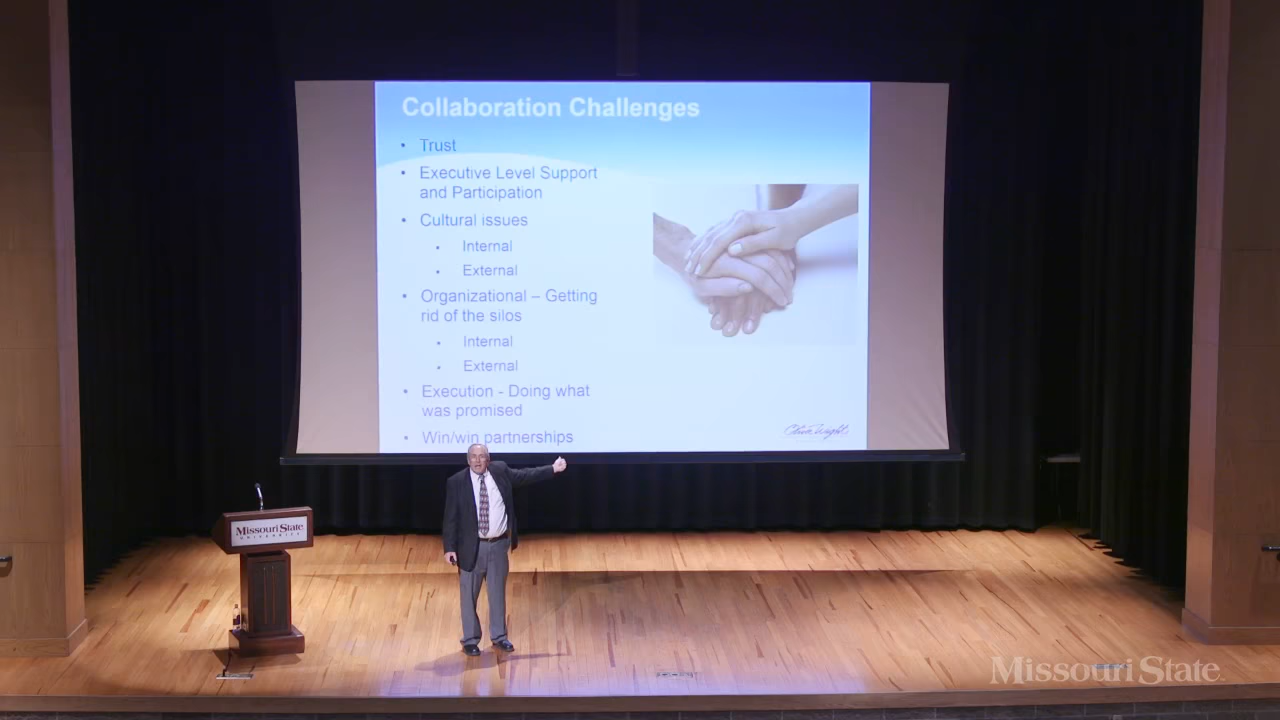 Collaboration Challenges
• Trust
• Executive Level Support
and Participation
• Cultural issues
• Internal
• External
• Organizational – Getting
rid of the silos
• Internal
• External
• Execution - Doing what
was promised
• Win/win partnerships
Missouri State
UNIVERSITY
Missouri State